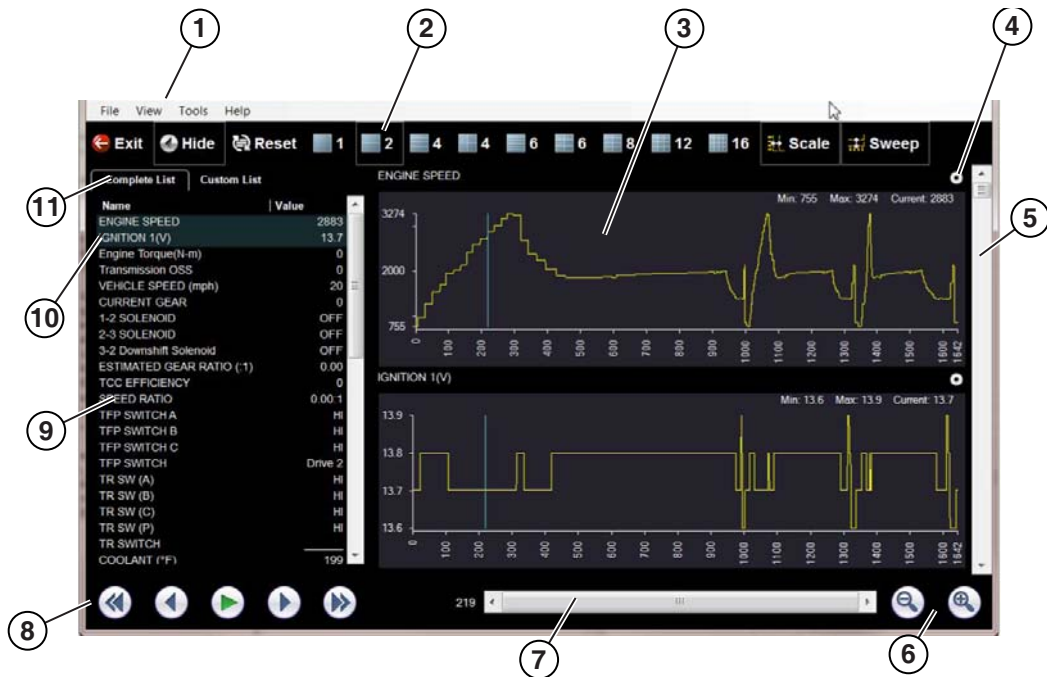 1 2 3 4
File View Tools Help
Exit Hide Reset 1 2 4 4 6 6 8 12 16 Scale Sweep
Complete List Custom List
11
Name Value
ENGINE SPEED 2883
IGNITION 1(V) 13.7
Engine Torque(N-m) 0
Transmission OSS 0
VEHICLE SPEED (mph) 20
CURRENT GEAR 0
1-2 SOLENOID OFF
2-3 SOLENOID OFF
3-2 Downshift Solenoid OFF
ESTIMATED GEAR RATIO (:1) 0.00
TCC EFFICIENCY 0
SPEED RATIO 0.00:1
TFP SWITCH A HI
TFP SWITCH B HI
TFP SWITCH C HI
TFP SWITCH Drive 2
TR SW (A) HI
TR SW (B) HI
TR SW (C) HI
TR SW (P) HI
TR SWITCH
COOLANT (°F) 199
10
9
ENGINE SPEED
Min: 755 Max: 3274 Current: 2883
3274
2000
755
0 100 200 300 400 500 600 700 800 900 1000 1100 1200 1300 1400 1500 1600 1642
IGNITION 1(V)
Min: 13.6 Max: 13.9 Current: 13.7
13.9
13.8
13.7
13.6
0 100 200 300 400 500 600 700 800 900 1000 1100 1200 1300 1400 1500 1600 1642
5
219
8 7 6